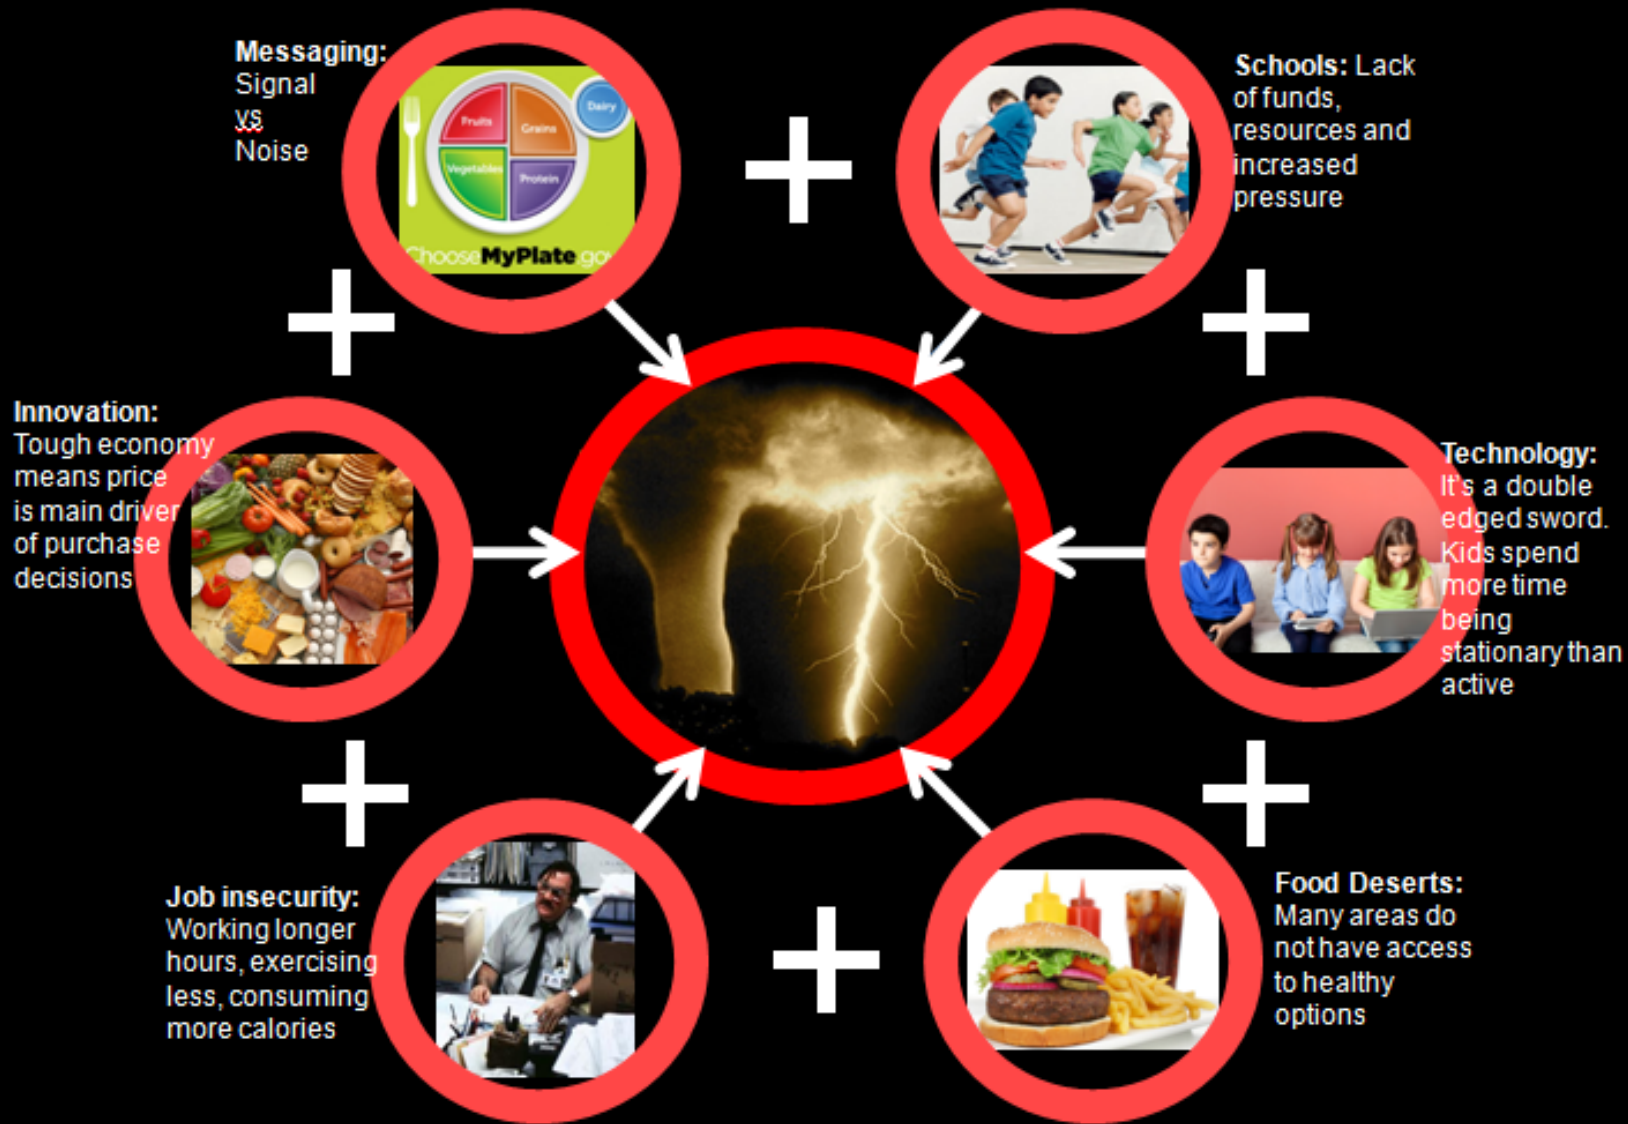 Messaging:
Signal
vs
Noise
Fruits
Grains
Dairy
Vegetables
Protein
ChooseMyPlate.gov
Schools: Lack
of funds,
resources and
increased
pressure
Innovation:
Tough economy
means price
is main driver
of purchase
decisions
Technology:
It's a double
edged sword.
Kids spend
more time
being
stationary than
active
Job insecurity:
Working longer
hours, exercising
less, consuming
more calories
Food Deserts:
Many areas do
not have access
to healthy
options